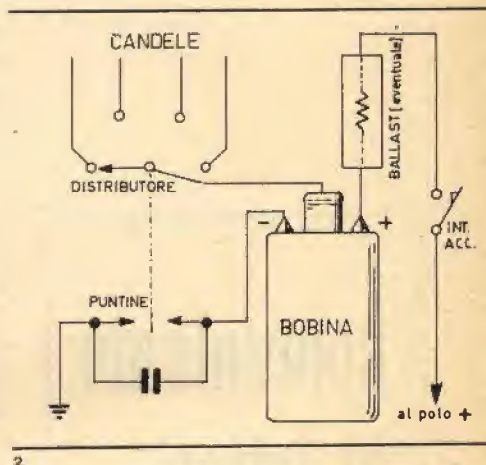 CANDELE
BALLAST (eventuale)
DISTRIBUTORE
- +
INT.
ACC.
PUNTINE
BOBINA
al polo +
2